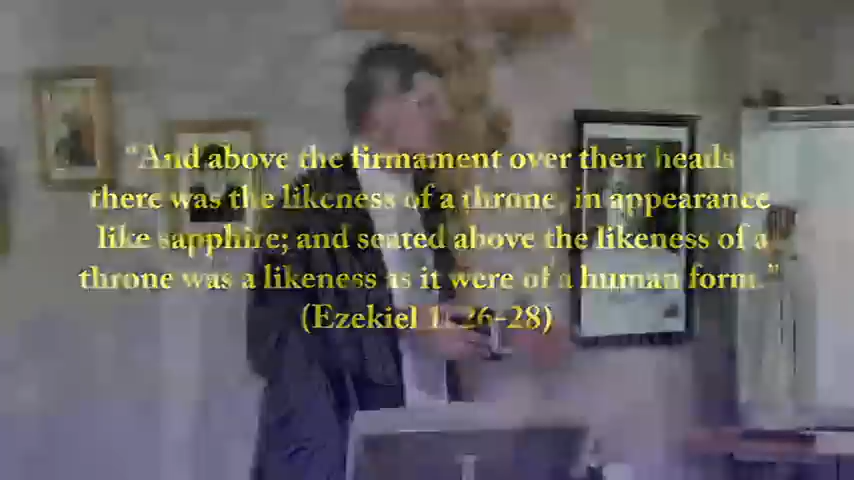 "And above the firmament over their heads
there was the likeness of a throne, in appearance
like sapphire; and seated above the likeness of a
throne was a likeness as it were of a human form."
(Ezekiel 1: 26-28)